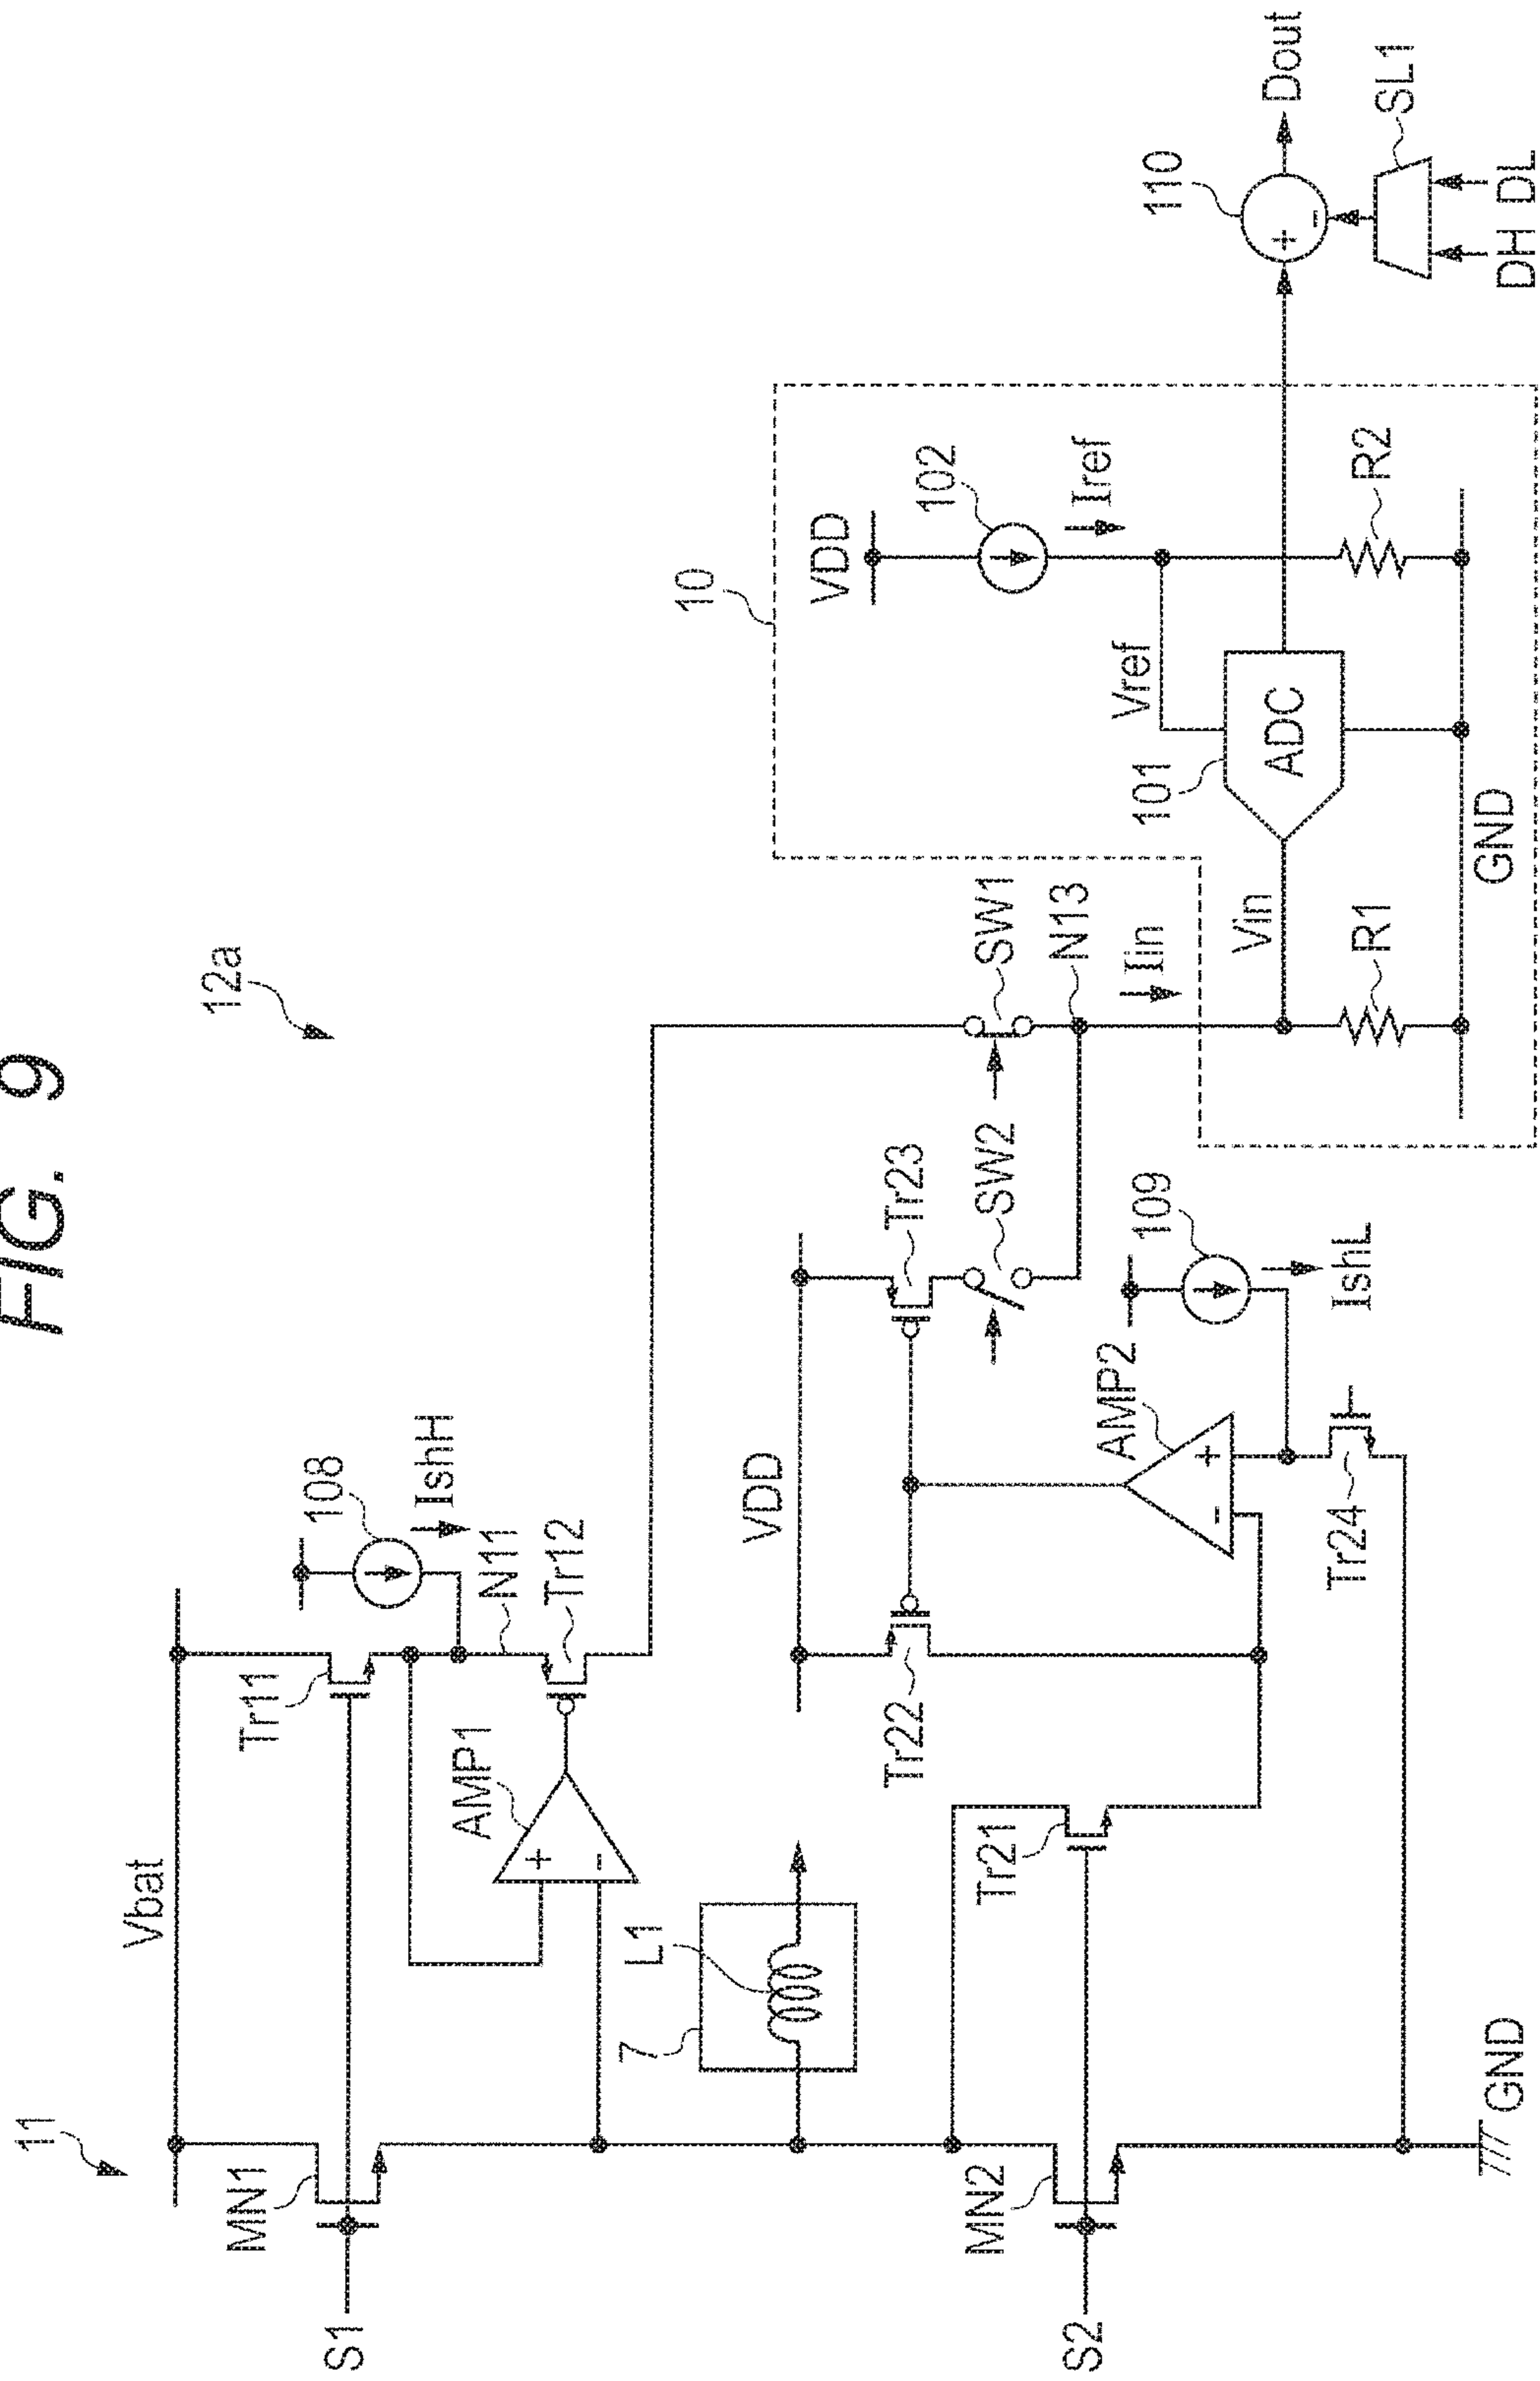 FIG. 9
11
12a
Vbat
MN1
S1
Tr11
108
IshH
N11
Tr12
AMP1
+
-
7
L1
VDD
Tr22
Tr23
SW2
SW1
N13
Iin
Tr21
AMP2
-
+
109
IshL
Tr24
MN2
S2
GND
10
VDD
102
Iref
Vref
101
ADC
Vin
R1
R2
GND
110
+
-
Dout
SL1
DH
DL